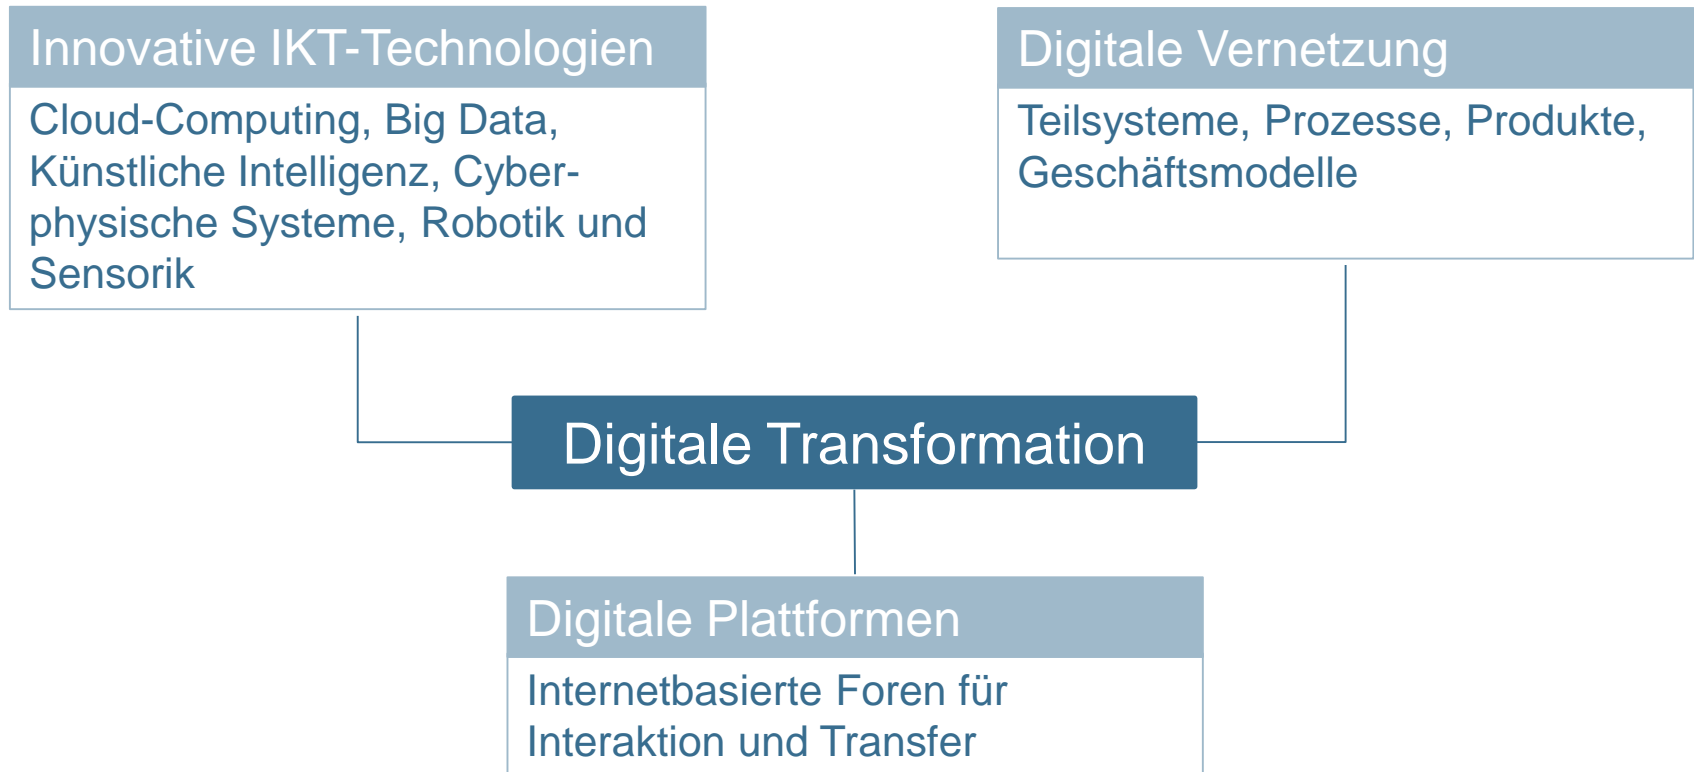 Innovative IKT-Technologien
Cloud-Computing, Big Data,
Künstliche Intelligenz, Cyber-
physische Systeme, Robotik und
Sensorik
Digitale Vernetzung
Teilsysteme, Prozesse, Produkte,
Geschäftsmodelle
Digitale Transformation
Digitale Plattformen
Internetbasierte Foren für
Interaktion und Transfer